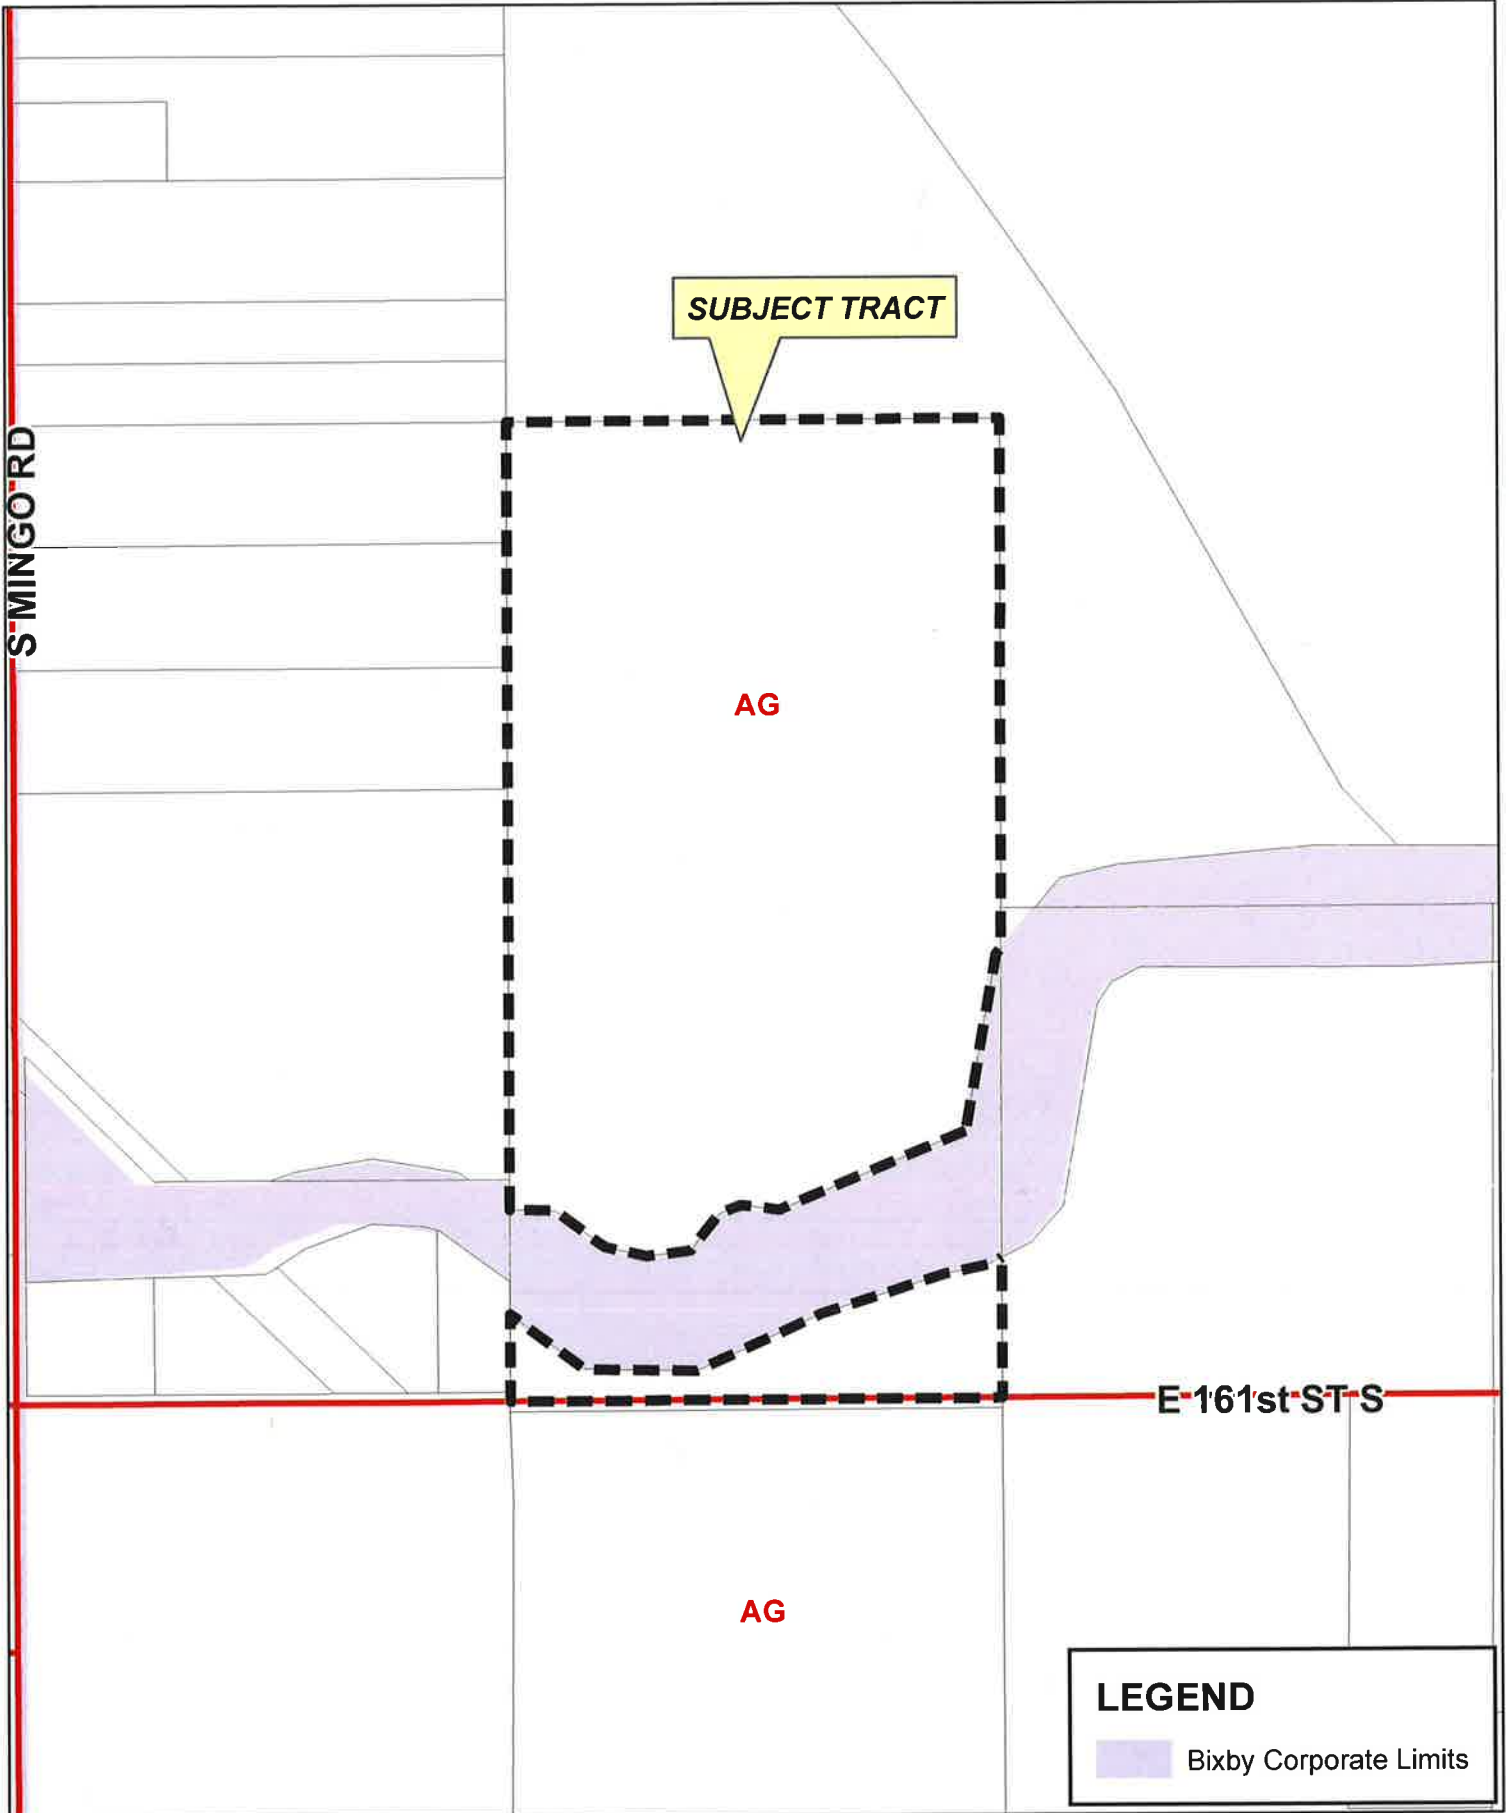 SUBJECT TRACT
S MINGO RD
AG
E 161st ST S
AG
LEGEND
Bixby Corporate Limits